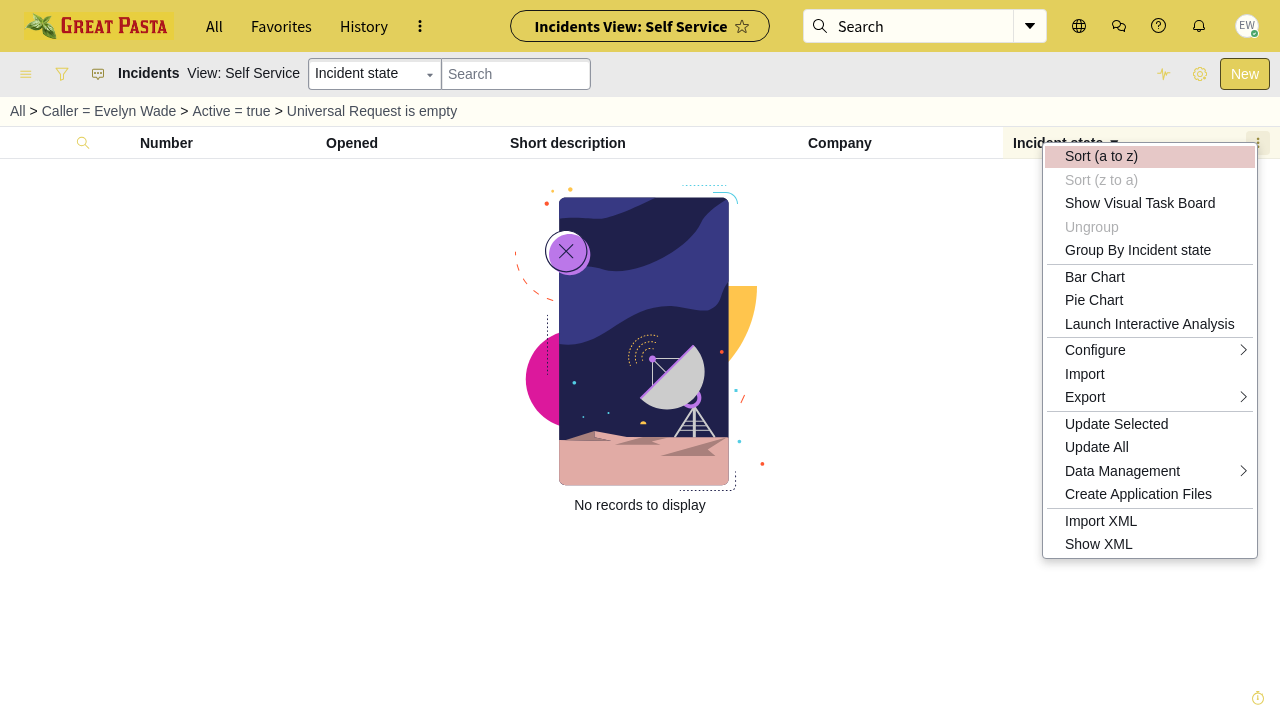 GREAT PASTA
All
Favorites
History
Incidents View: Self Service
Search
EW
Incidents
View: Self Service
Incident state
Search
New
All > Caller = Evelyn Wade > Active = true > Universal Request is empty
Number
Opened
Short description
Company
Incident state
Sort (a to z)
Sort (z to a)
Show Visual Task Board
Ungroup
Group By Incident state
Bar Chart
Pie Chart
Launch Interactive Analysis
Configure
Import
Export
Update Selected
Update All
Data Management
Create Application Files
Import XML
Show XML
No records to display